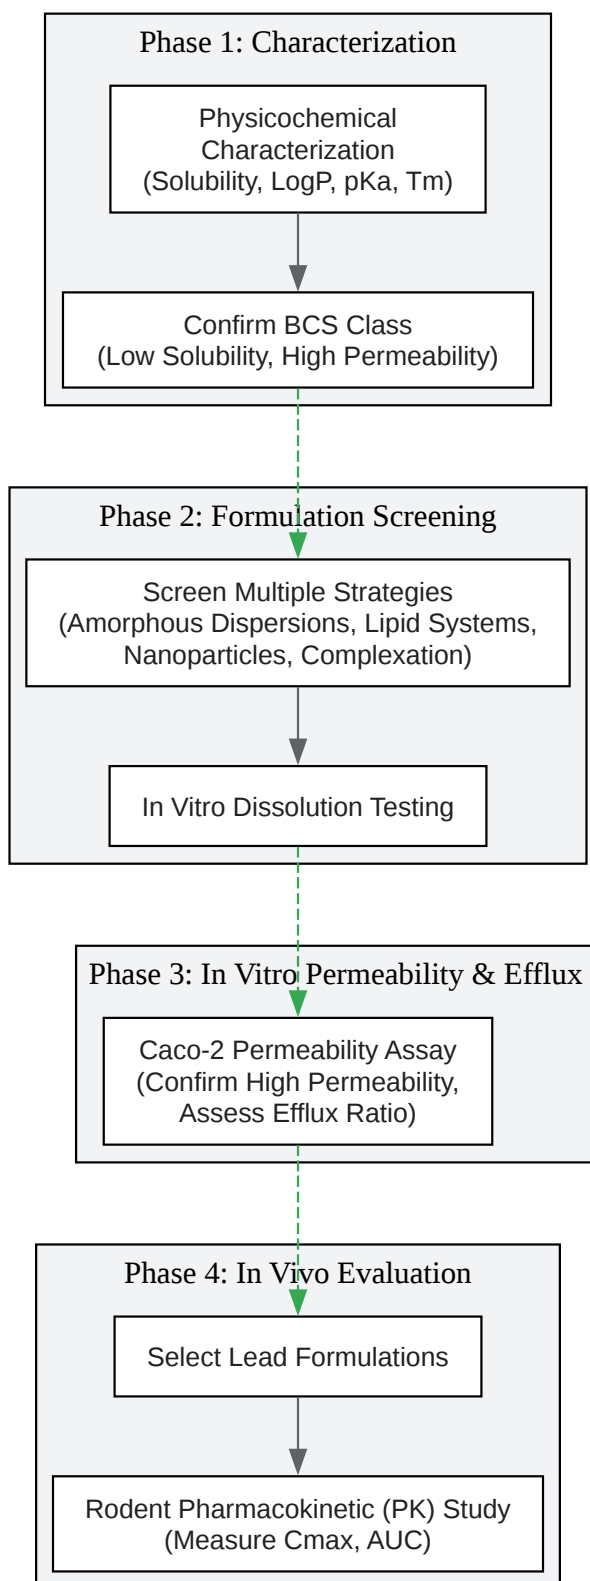 Phase 1: Characterization
Physicochemical
Characterization
(Solubility, LogP, pKa, Tm)
Confirm BCS Class
(Low Solubility, High Permeability)
Phase 2: Formulation Screening
Screen Multiple Strategies
(Amorphous Dispersions, Lipid Systems,
Nanoparticles, Complexation)
In Vitro Dissolution Testing
Phase 3: In Vitro Permeability & Efflux
Caco-2 Permeability Assay
(Confirm High Permeability,
Assess Efflux Ratio)
Phase 4: In Vivo Evaluation
Select Lead Formulations
Rodent Pharmacokinetic (PK) Study
(Measure Cmax, AUC)